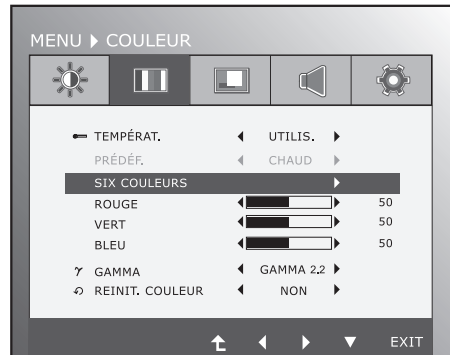 MENU COULEUR
TEMPÉRAT. UTILIS.
PRÉDÉF. CHAUD
SIX COULEURS
ROUGE 50
VERT 50
BLEU 50
γ GAMMA GAMMA 2.2
REINIT. COULEUR NON
EXIT